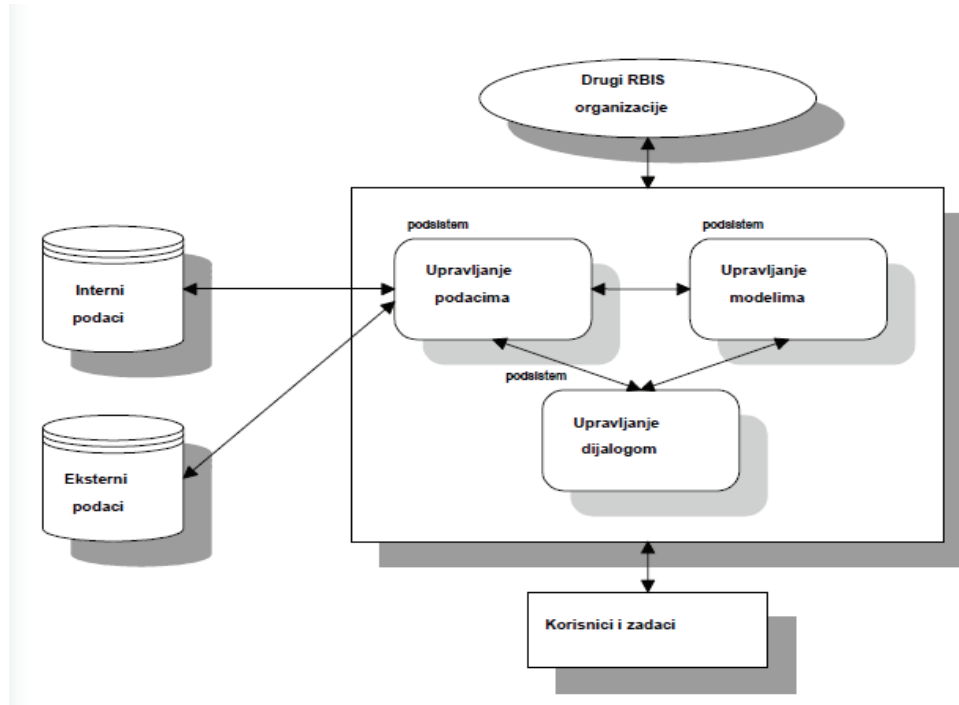 Drugi RBIS
organizacije
podsistem
podsistem
Upravljanje
podacima
Upravljanje
modelima
Interni
podaci
podsistem
Upravljanje
dijalogom
Eksterni
podaci
Korisnici i zadaci